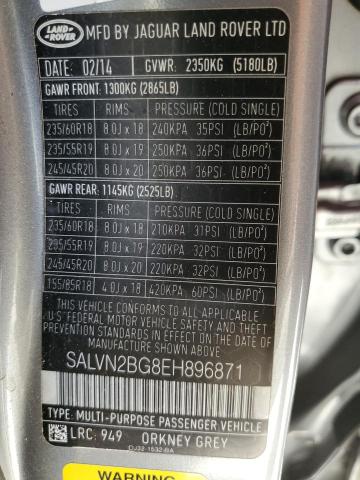 LAND ROVER
MFD BY JAGUAR LAND ROVER LTD
02/14 GVWR: 2350KG (5180LB)
GAWR FRONT: 1300KG (2865LB)
TIRES RIMS PRESSURE (COLD SINGLE)
235/60R18 8.0J x 18 240KPA 35PSI (LB/PO²)
235/55R19 8.0J x 19 250KPA 36PSI (LB/PO²)
245/45R20 8.0J x 20 250KPA 36PSI (LB/PO²)
GAWR REAR: 1145KG (2525LB)
TIRES RIMS PRESSURE (COLD SINGLE)
235/60R18 8.0J x 18 210KPA 31PSI (LB/PO²)
235/55R19 8.0J x 19 220KPA 32PSI (LB/PO²)
245/45R20 8.0J x 20 220KPA 32PSI (LB/PO²)
155/85R18 4.0J x 18 420KPA 60PSI (LB/PO²)
THIS VEHICLE CONFORMS TO ALL APPLICABLE
U.S FEDERAL MOTOR VEHICLE SAFETY, BUMPER,
AND THEFT PREVENTION STANDARDS IN EFFECT
ON THE DATE OF MANUFACTURE SHOWN ABOVE
SALVN2BG8EH896871
TYPE: MULTI-PURPOSE PASSENGER VEHICLE
LRC: 949 ORKNEY GREY
CJ32-1532-BA
WARNING